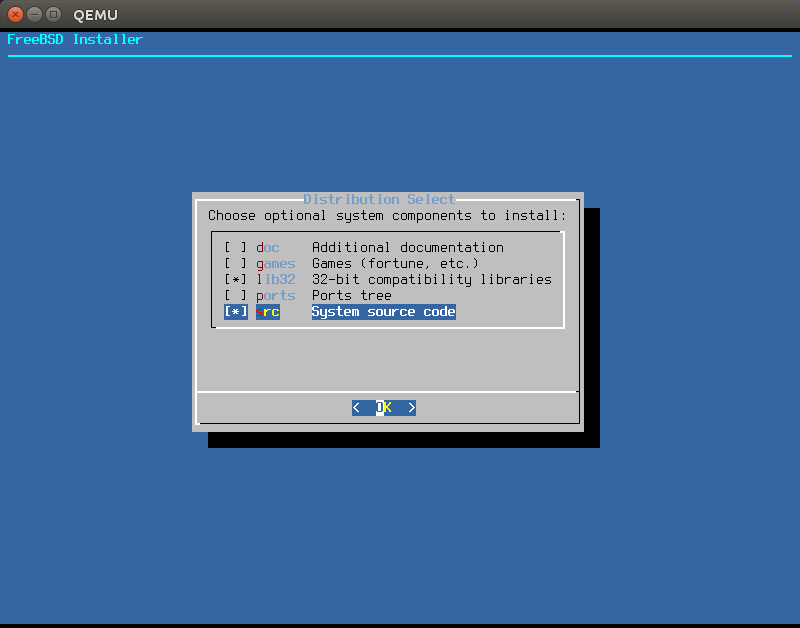 QEMU
FreeBSD Installer
Distribution Select
Choose optional system components to install:
[ ] doc Additional documentation
[ ] games Games (fortune, etc.)
[*] lib32 32-bit compatibility libraries
[ ] ports Ports tree
[*] src System source code
< OK >